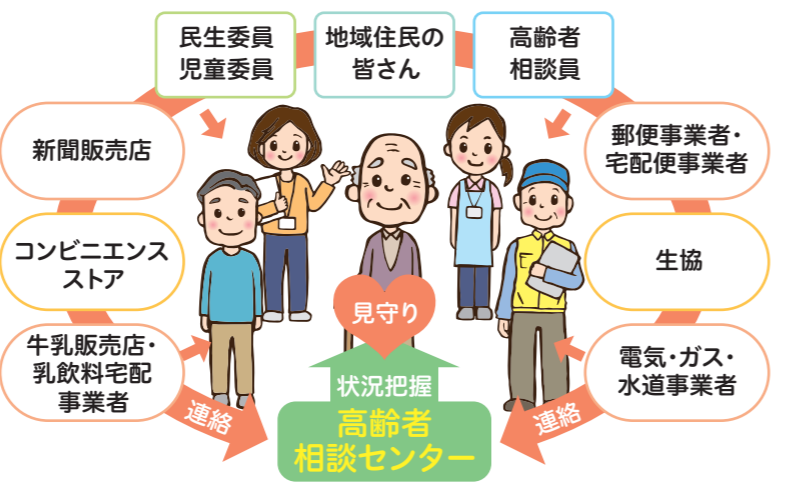 民生委員
児童委員
地域住民の
皆さん
高齢者
相談員
新聞販売店
郵便事業者・
宅配便事業者
コンビニエンス
ストア
生協
牛乳販売店・
乳飲料宅配
事業者
電気・ガス・
水道事業者
見守り
状況把握
連絡
連絡
高齢者
相談センター